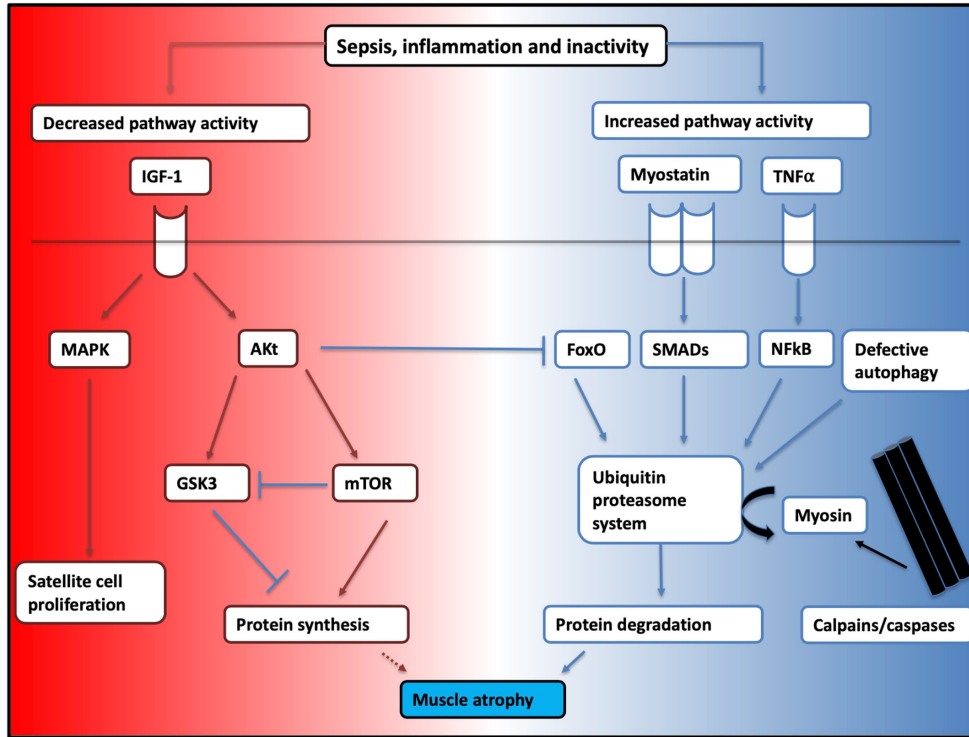 Sepsis, inflammation and inactivity
Decreased pathway activity
Increased pathway activity
IGF-1
Myostatin
TNFα
MAPK
AKt
FoxO
SMADs
NFkB
Defective
autophagy
GSK3
mTOR
Ubiquitin
proteasome
system
Myosin
Satellite cell
proliferation
Protein synthesis
Protein degradation
Calpains/caspases
Muscle atrophy